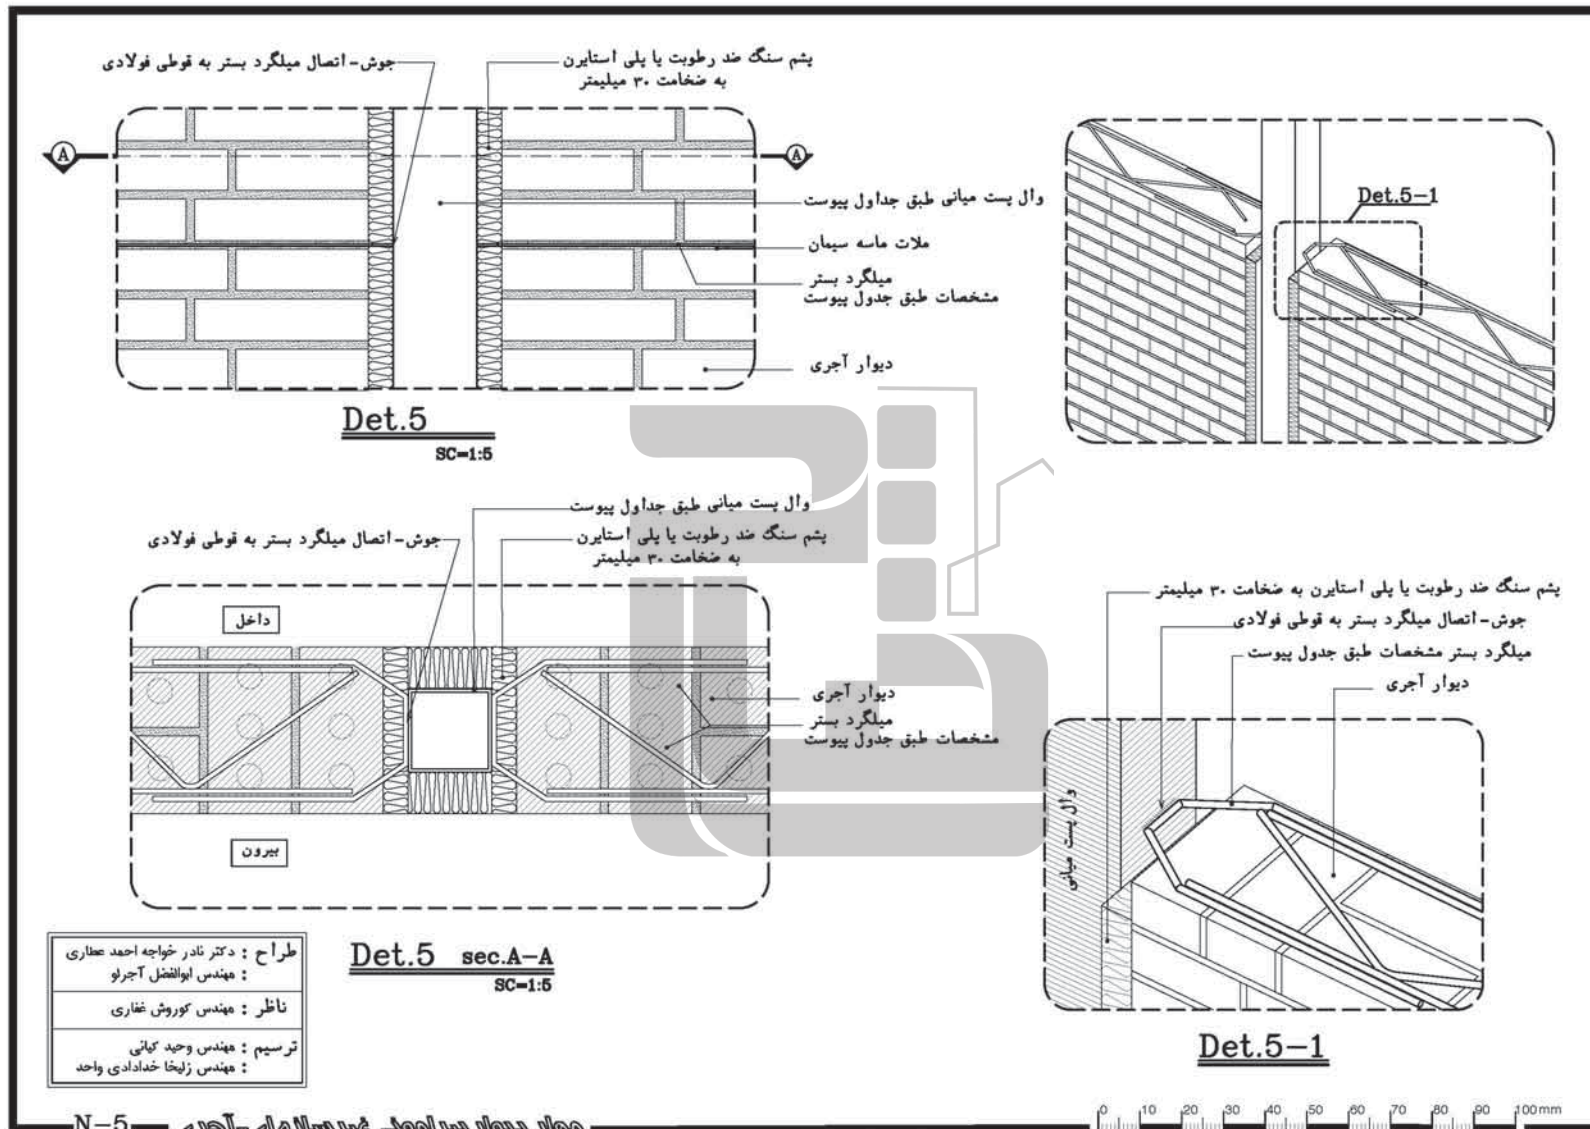 جوش-اتصال میلگرد بستر به قوطی فولادی
پشم سنگ ضد رطوبت یا پلی استایرن
به ضخامت ۳۰ میلیمتر
A
A
وال پست میانی طبق جداول پیوست
ملات ماسه سیمان
میلگرد بستر
مشخصات طبق جدول پیوست
دیوار آجری
Det.5
SC=1:5
Det.5-1
وال پست میانی طبق جداول پیوست
جوش-اتصال میلگرد بستر به قوطی فولادی
پشم سنگ ضد رطوبت یا پلی استایرن
به ضخامت ۳۰ میلیمتر
داخل
دیوار آجری
میلگرد بستر
مشخصات طبق جدول پیوست
بیرون
Det.5 sec.A-A
SC=1:5
پشم سنگ ضد رطوبت یا پلی استایرن به ضخامت ۳۰ میلیمتر
جوش-اتصال میلگرد بستر به قوطی فولادی
میلگرد بستر مشخصات طبق جدول پیوست
دیوار آجری
وال پست میانی
Det.5-1
طراح : دکتر نادر خواجه احمد عطاری
: مهندس ابوالفضل آجرلو
ناظر : مهندس کوروش غفاری
ترسیم : مهندس وحید کیانی
: مهندس زلیخا خدادادی واحد
N-5
0 10 20 30 40 50 60 70 80 90 100mm